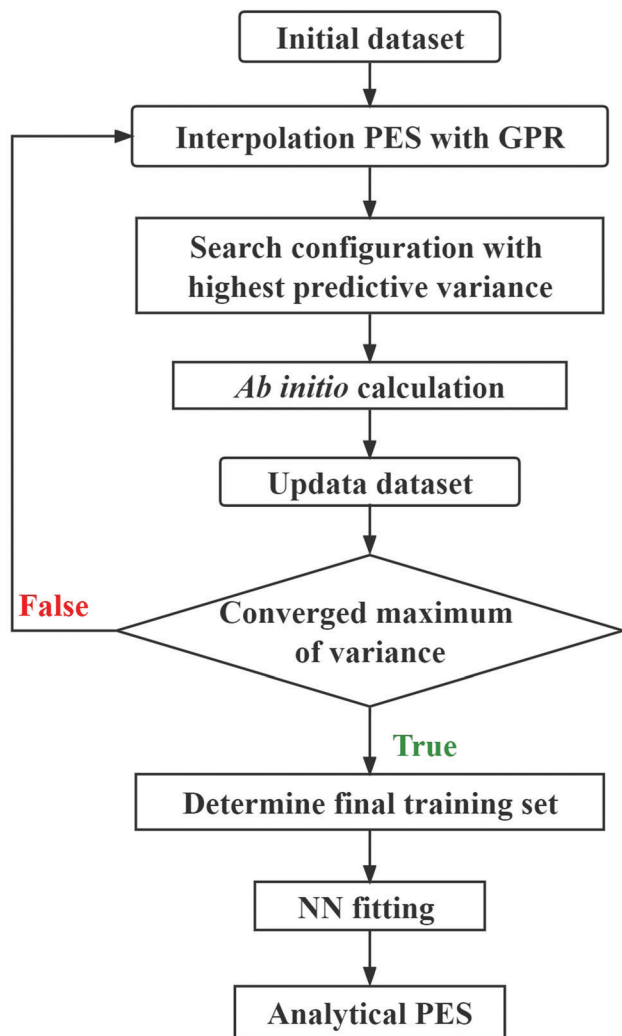 Initial dataset
Interpolation PES with GPR
Search configuration with
highest predictive variance
Ab initio calculation
Updata dataset
False
Converged maximum
of variance
True
Determine final training set
NN fitting
Analytical PES